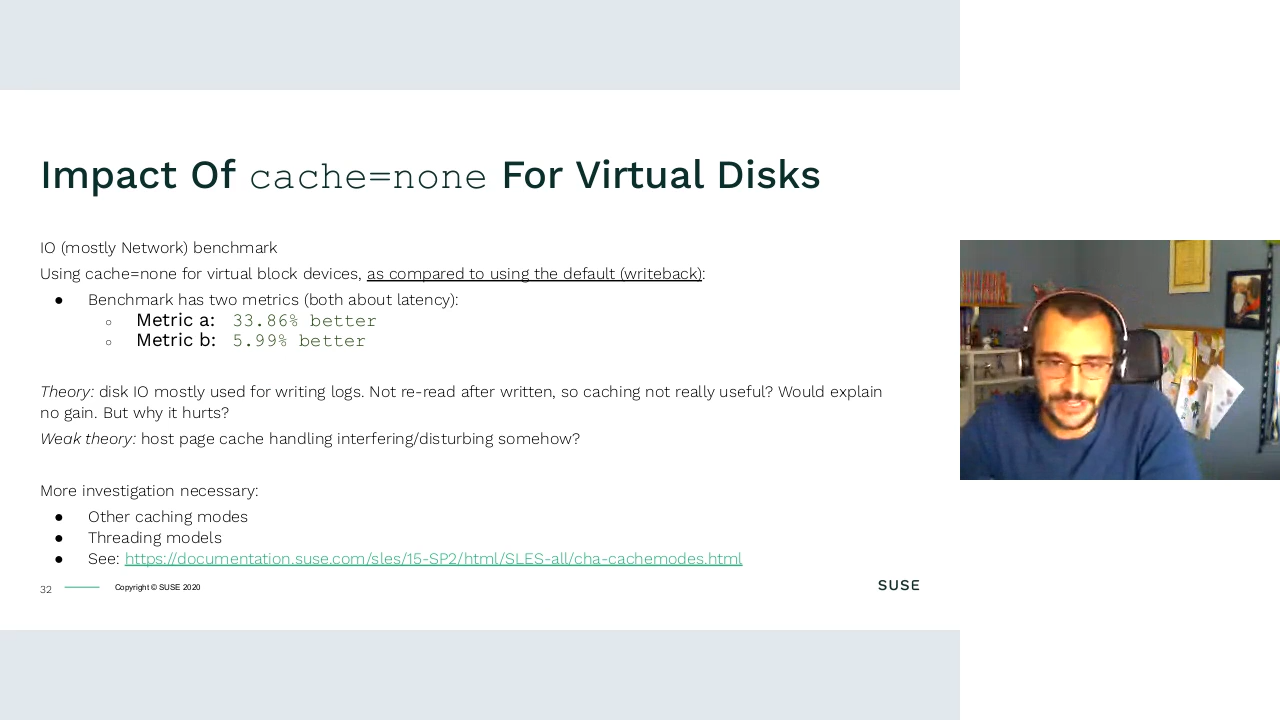 Impact Of cache=none For Virtual Disks
IO (mostly Network) benchmark
Using cache=none for virtual block devices, as compared to using the default (writeback):
● Benchmark has two metrics (both about latency):
○ Metric a: 33.86% better
○ Metric b: 5.99% better
Theory: disk IO mostly used for writing logs. Not re-read after written, so caching not really useful? Would explain
no gain. But why it hurts?
Weak theory: host page cache handling interfering/disturbing somehow?
More investigation necessary:
● Other caching modes
● Threading models
● See: https://documentation.suse.com/sles/15-SP2/html/SLES-all/cha-cachemodes.html
32 Copyright © SUSE 2020 SUSE